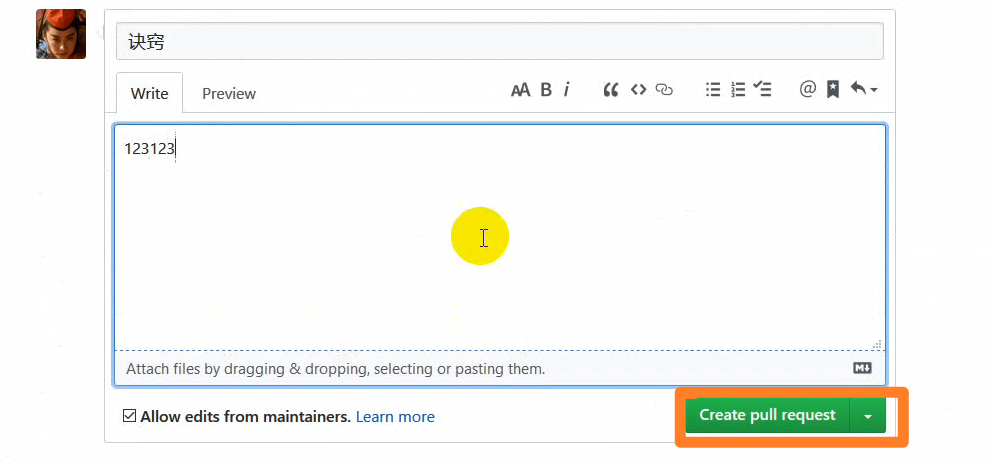 诀窍
Write Preview AA B i @
123123
Attach files by dragging & dropping, selecting or pasting them. M↓
Allow edits from maintainers. Learn more Create pull request